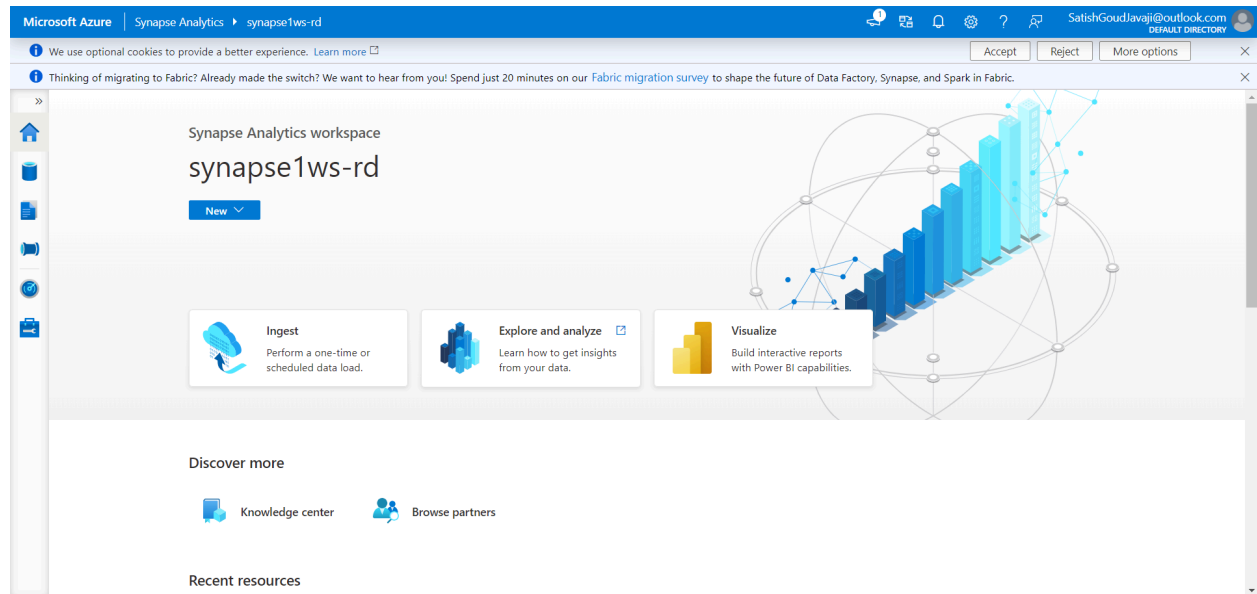 Microsoft Azure Synapse Analytics synapse1ws-rd 1 SatishGoudJavaji@outlook.com
DEFAULT DIRECTORY
We use optional cookies to provide a better experience. Learn more Accept Reject More options
Thinking of migrating to Fabric? Already made the switch? We want to hear from you! Spend just 20 minutes on our Fabric migration survey to shape the future of Data Factory, Synapse, and Spark in Fabric.
Synapse Analytics workspace
synapse1ws-rd
New
Ingest
Perform a one-time or
scheduled data load.
Explore and analyze
Learn how to get insights
from your data.
Visualize
Build interactive reports
with Power BI capabilities.
Discover more
Knowledge center
Browse partners
Recent resources